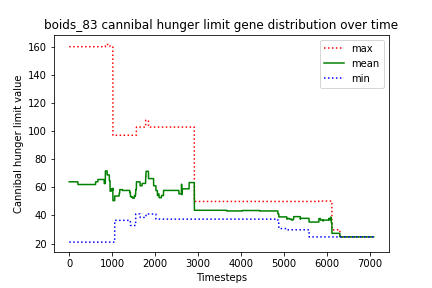 boids_83 cannibal hunger limit gene distribution over time
max
mean
min
Cannibal hunger limit value
160
140
120
100
80
60
40
20
0
1000
2000
3000
4000
5000
6000
7000
Timesteps